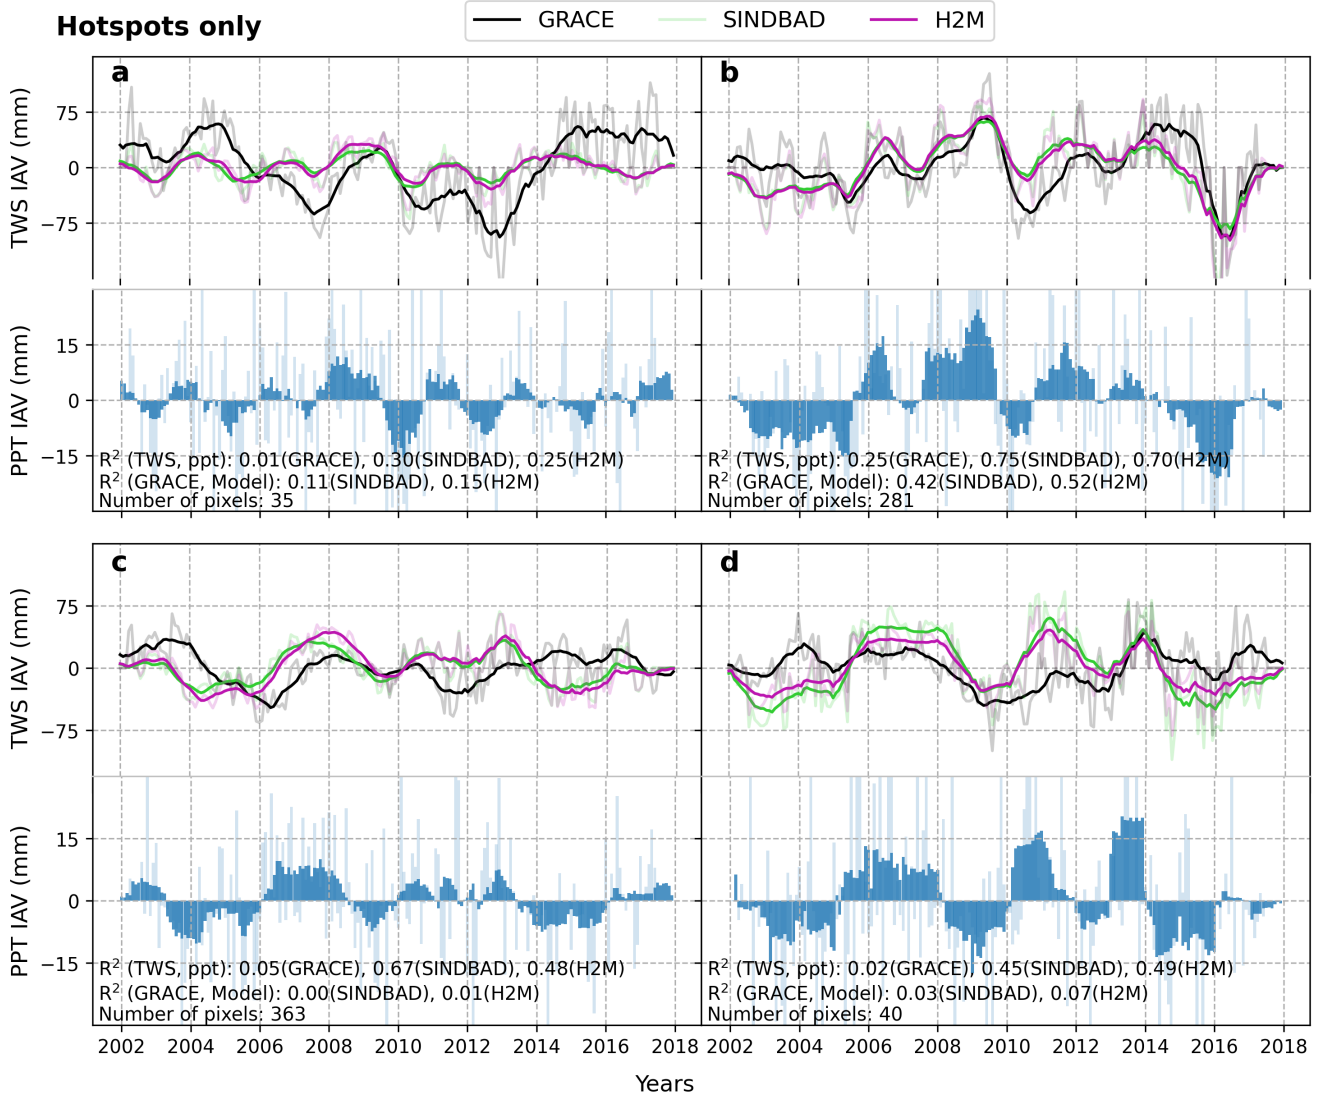 Hotspots only
GRACE SINDBAD H2M
a
b
TWS IAV (mm)
75
0
−75
PPT IAV (mm)
15
0
−15
R² (TWS, ppt): 0.01(GRACE), 0.30(SINDBAD), 0.25(H2M)
R² (GRACE, Model): 0.11(SINDBAD), 0.15(H2M)
Number of pixels: 35
R² (TWS, ppt): 0.25(GRACE), 0.75(SINDBAD), 0.70(H2M)
R² (GRACE, Model): 0.42(SINDBAD), 0.52(H2M)
Number of pixels: 281
c
d
TWS IAV (mm)
75
0
−75
PPT IAV (mm)
15
0
−15
R² (TWS, ppt): 0.05(GRACE), 0.67(SINDBAD), 0.48(H2M)
R² (GRACE, Model): 0.00(SINDBAD), 0.01(H2M)
Number of pixels: 363
R² (TWS, ppt): 0.02(GRACE), 0.45(SINDBAD), 0.49(H2M)
R² (GRACE, Model): 0.03(SINDBAD), 0.07(H2M)
Number of pixels: 40
2002 2004 2006 2008 2010 2012 2014 2016 2018
2002 2004 2006 2008 2010 2012 2014 2016 2018
Years